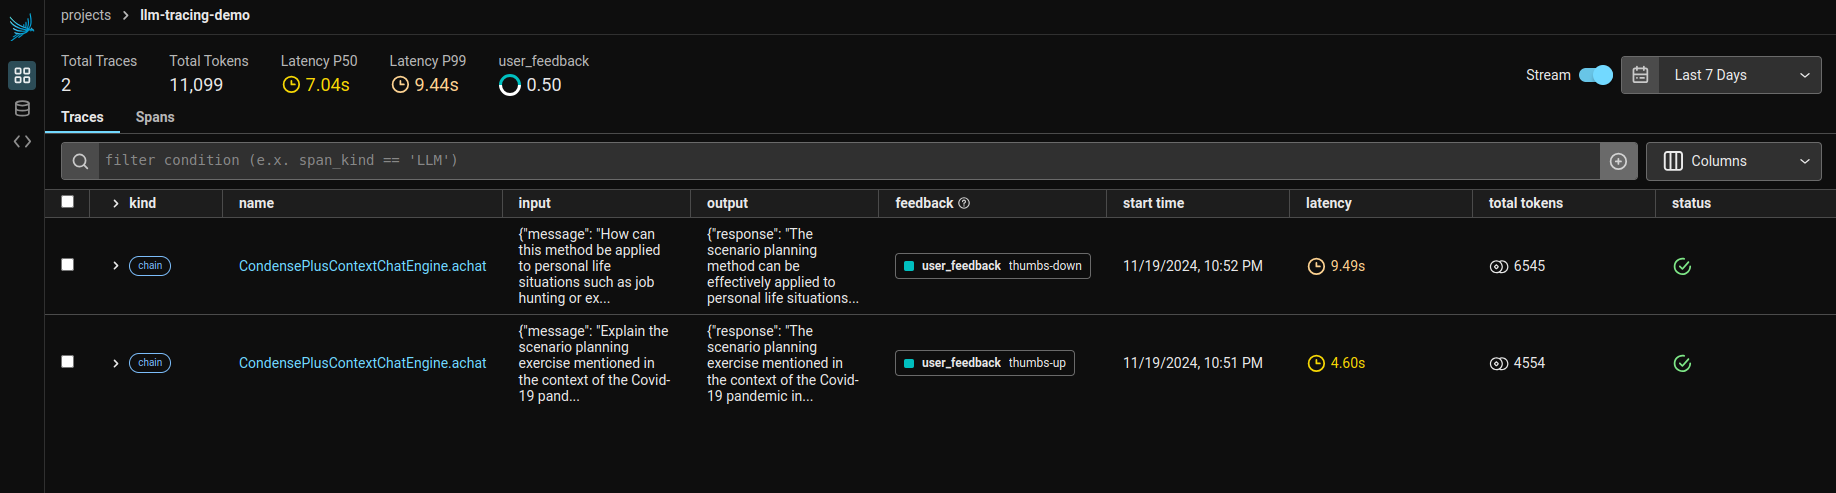 projects > llm-tracing-demo
Total Traces Total Tokens Latency P50 Latency P99 user_feedback
2 11,099 7.04s 9.44s 0.50
Stream Last 7 Days
Traces Spans
filter condition (e.x. span_kind == 'LLM')
Columns
kind name input output feedback start time latency total tokens status
chain
CondensePlusContextChatEngine.achat
{"message": "How can
this method be applied
to personal life
situations such as job
hunting or ex...
{"response": "The
scenario planning
method can be
effectively applied to
personal life situations...
user_feedback thumbs-down
11/19/2024, 10:52 PM
9.49s
6545
chain
CondensePlusContextChatEngine.achat
{"message": "Explain the
scenario planning
exercise mentioned in
the context of the Covid-
19 pand...
{"response": "The
scenario planning
exercise mentioned in
the context of the Covid-
19 pandemic in...
user_feedback thumbs-up
11/19/2024, 10:51 PM
4.60s
4554